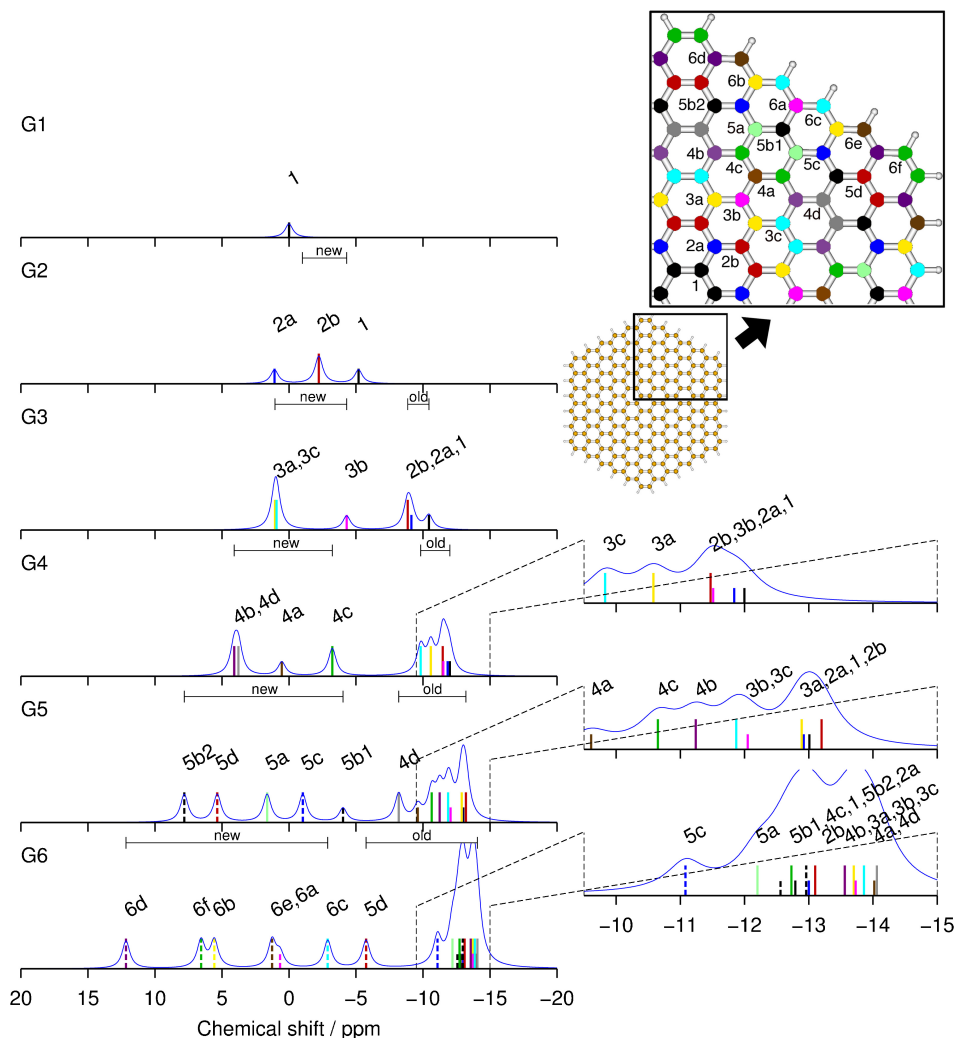 G1
1
new
G2
2a 2b 1
new old
G3
3a,3c 3b 2b,2a,1
new old
G4
4b,4d 4a 4c
new old
G5
5b2 5d 5a 5c 5b1 4d
new old
G6
6d 6f 6b 6e,6a 6c 5d
20 15 10 5 0 −5 −10 −15 −20
Chemical shift / ppm
6d
6b
5b2 6a 6c
5a 5b1 6e
4b 4c 5c 6f
4a 5d
3a 3b 4d
3c
2a 2b
1
3c 3a 2b,3b,2a,1
4a 4c 4b 3b,3c 3a,2a,1,2b
5c 5a 5b1,4c,1,5b2,2a
2b 4b,3a,3b,3c
4a,4d
−10 −11 −12 −13 −14 −15